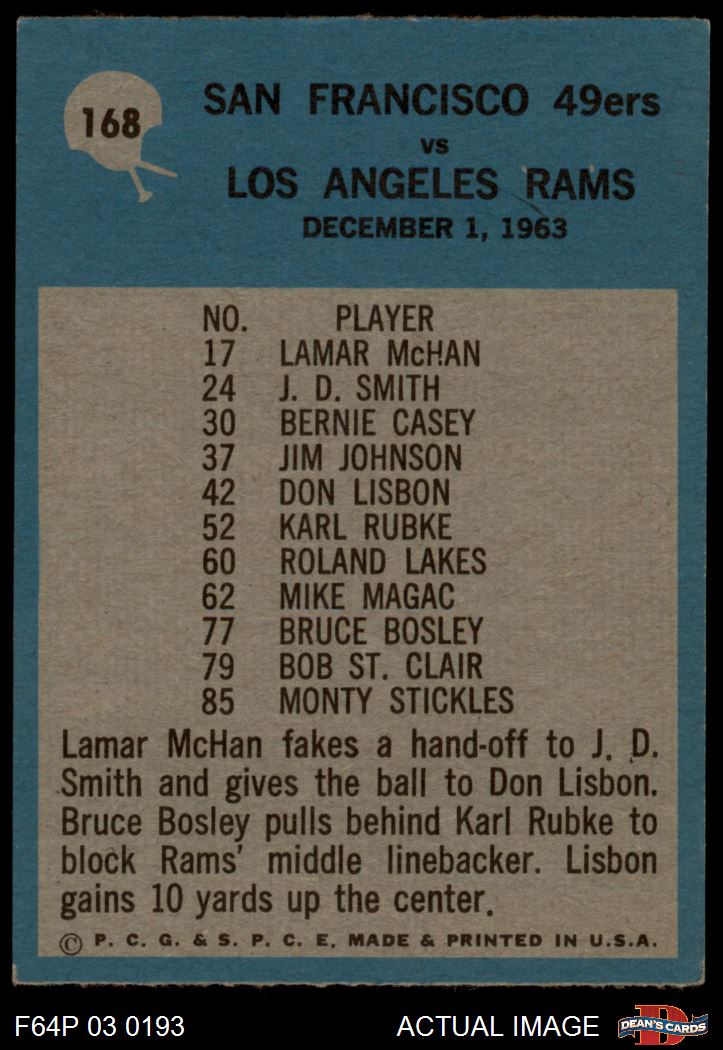 168
SAN FRANCISCO 49ers
vs
LOS ANGELES RAMS
DECEMBER 1, 1963
NO. PLAYER
17 LAMAR McHAN
24 J. D. SMITH
30 BERNIE CASEY
37 JIM JOHNSON
42 DON LISBON
52 KARL RUBKE
60 ROLAND LAKES
62 MIKE MAGAC
77 BRUCE BOSLEY
79 BOB ST. CLAIR
85 MONTY STICKLES
Lamar McHan fakes a hand-off to J. D.
Smith and gives the ball to Don Lisbon.
Bruce Bosley pulls behind Karl Rubke to
block Rams' middle linebacker. Lisbon
gains 10 yards up the center.
© P. C. G. & S. P. C. E. MADE & PRINTED IN U.S.A.
F64P 03 0193 ACTUAL IMAGE D DEAN'S CARDS